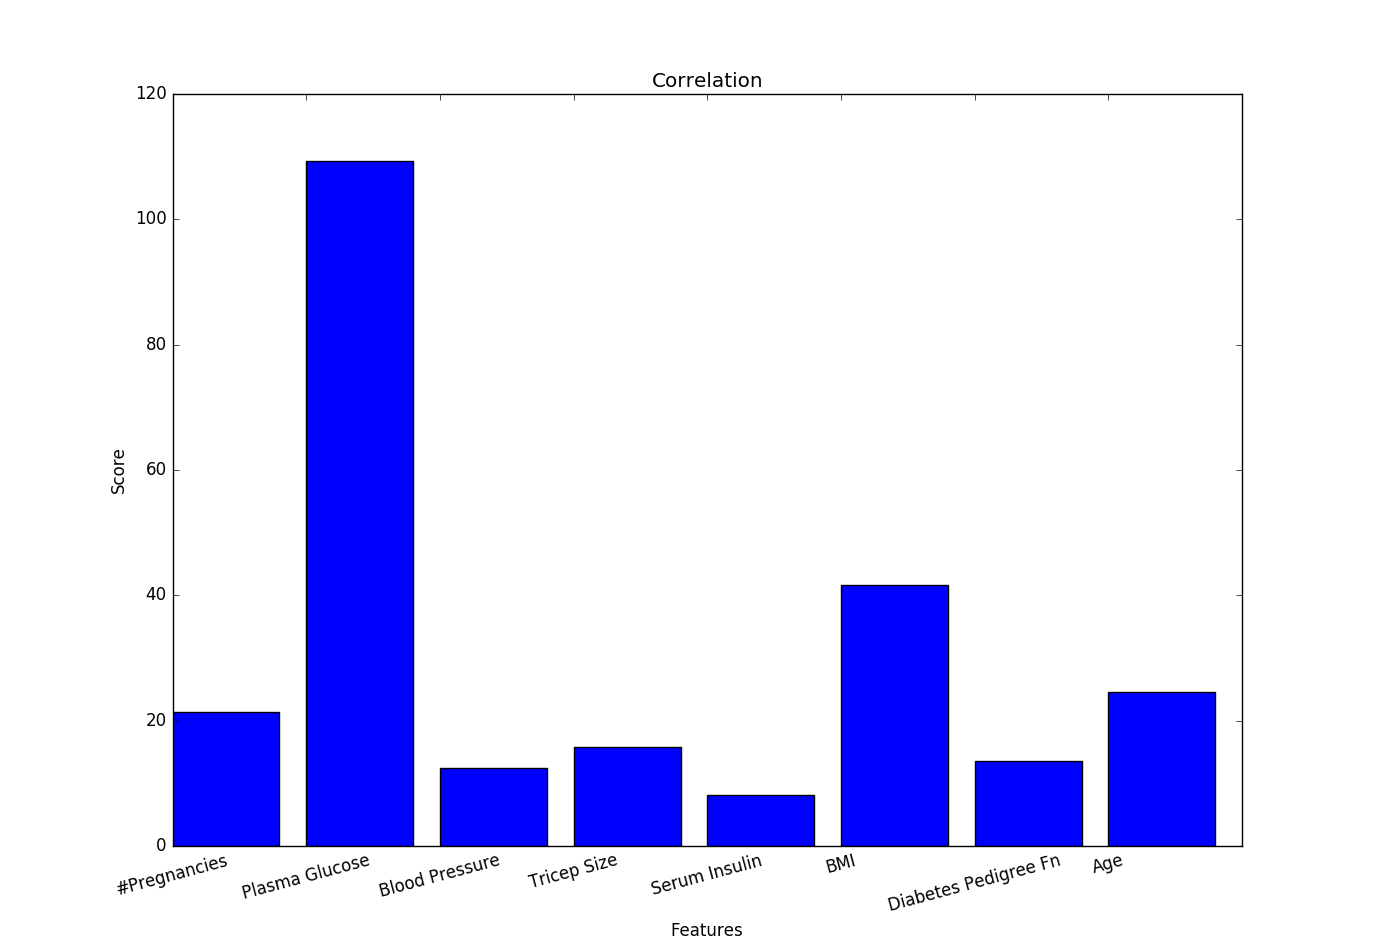 Correlation
120
100
80
60
40
20
0
Score
#Pregnancies
Plasma Glucose
Blood Pressure
Tricep Size
Serum Insulin
BMI
Diabetes Pedigree Fn
Age
Features